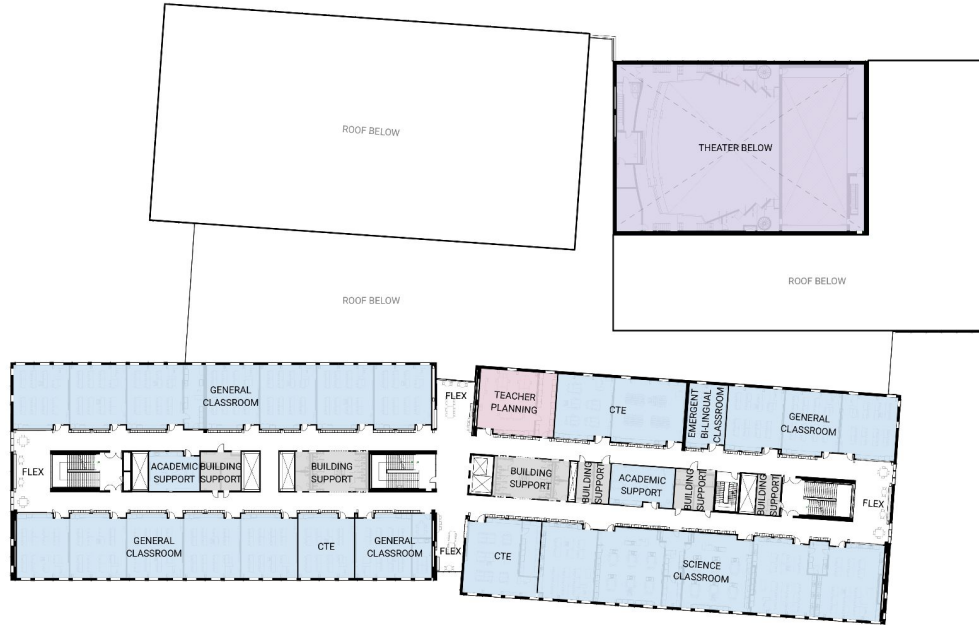 ROOF BELOW
THEATER BELOW
ROOF BELOW
ROOF BELOW
GENERAL
CLASSROOM
FLEX
TEACHER
PLANNING
CTE
EMERGENT
BI-LINGUAL
CLASSROOM
GENERAL
CLASSROOM
FLEX
ACADEMIC
SUPPORT
BUILDING
SUPPORT
BUILDING
SUPPORT
BUILDING
SUPPORT
BUILDING
SUPPORT
ACADEMIC
SUPPORT
BUILDING
SUPPORT
BUILDING
SUPPORT
FLEX
GENERAL
CLASSROOM
CTE
GENERAL
CLASSROOM
FLEX
CTE
SCIENCE
CLASSROOM